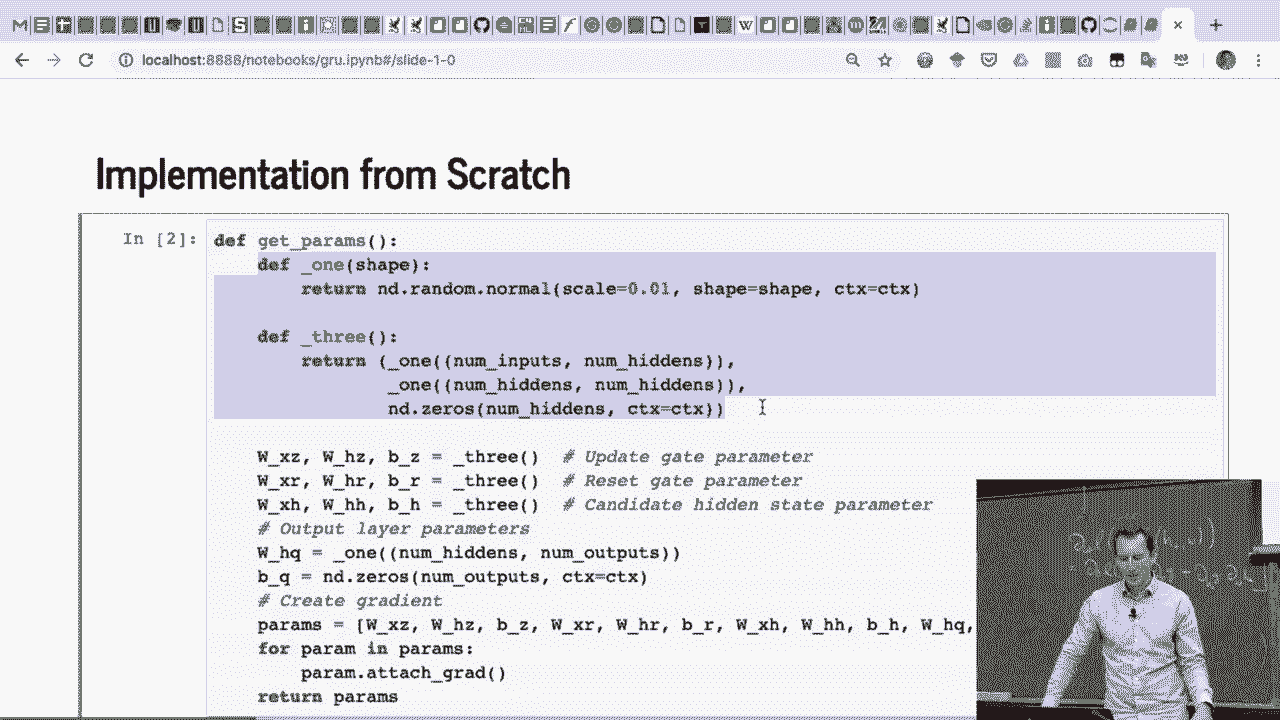 localhost:8888/notebooks/gru.ipynb#/slide-1-0
Implementation from Scratch
In [2]:
def get_params():
    def _one(shape):
        return nd.random.normal(scale=0.01, shape=shape, ctx=ctx)
    def _three():
        return (_one((num_inputs, num_hiddens)),
                _one((num_hiddens, num_hiddens)),
                nd.zeros(num_hiddens, ctx=ctx))
    W_xz, W_hz, b_z = _three()  # Update gate parameter
    W_xr, W_hr, b_r = _three()  # Reset gate parameter
    W_xh, W_hh, b_h = _three()  # Candidate hidden state parameter
    # Output layer parameters
    W_hq = _one((num_hiddens, num_outputs))
    b_q = nd.zeros(num_outputs, ctx=ctx)
    # Create gradient
    params = [W_xz, W_hz, b_z, W_xr, W_hr, b_r, W_xh, W_hh, b_h, W_hq,
    for param in params:
        param.attach_grad()
    return params